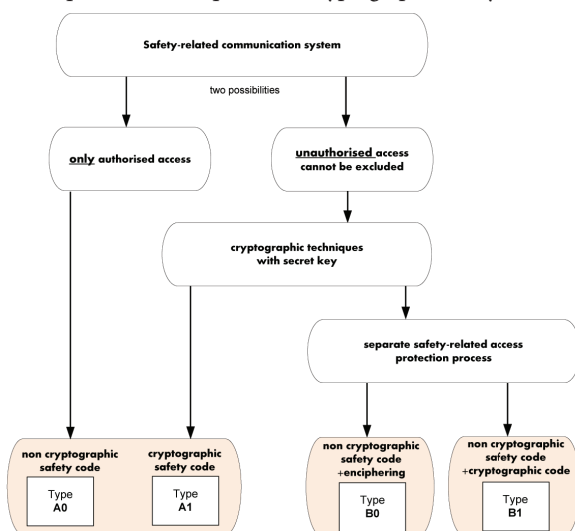 Safety-related communication system
two possibilities
only authorised access
unauthorised access
cannot be excluded
cryptographic techniques
with secret key
separate safety-related access
protection process
non cryptographic
safety code
Type
A0
cryptographic
safety code
Type
A1
non cryptographic
safety code
+enciphering
Type
B0
non cryptographic
safety code
+cryptographic code
Type
B1